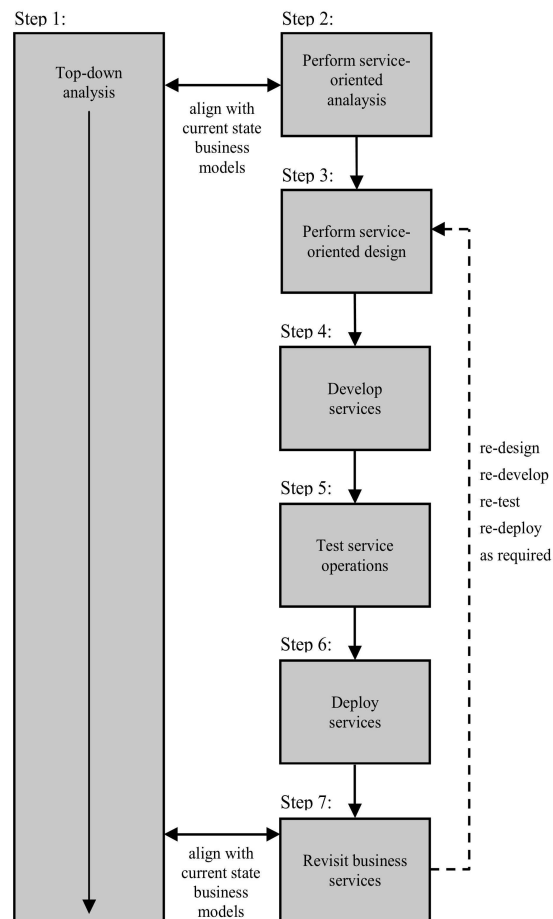 Step 1:
Top-down
analysis
Step 2:
Perform service-
oriented
analaysis
align with
current state
business
models
Step 3:
Perform service-
oriented design
Step 4:
Develop
services
re-design
re-develop
re-test
re-deploy
as required
Step 5:
Test service
operations
Step 6:
Deploy
services
Step 7:
Revisit business
services
align with
current state
business
models